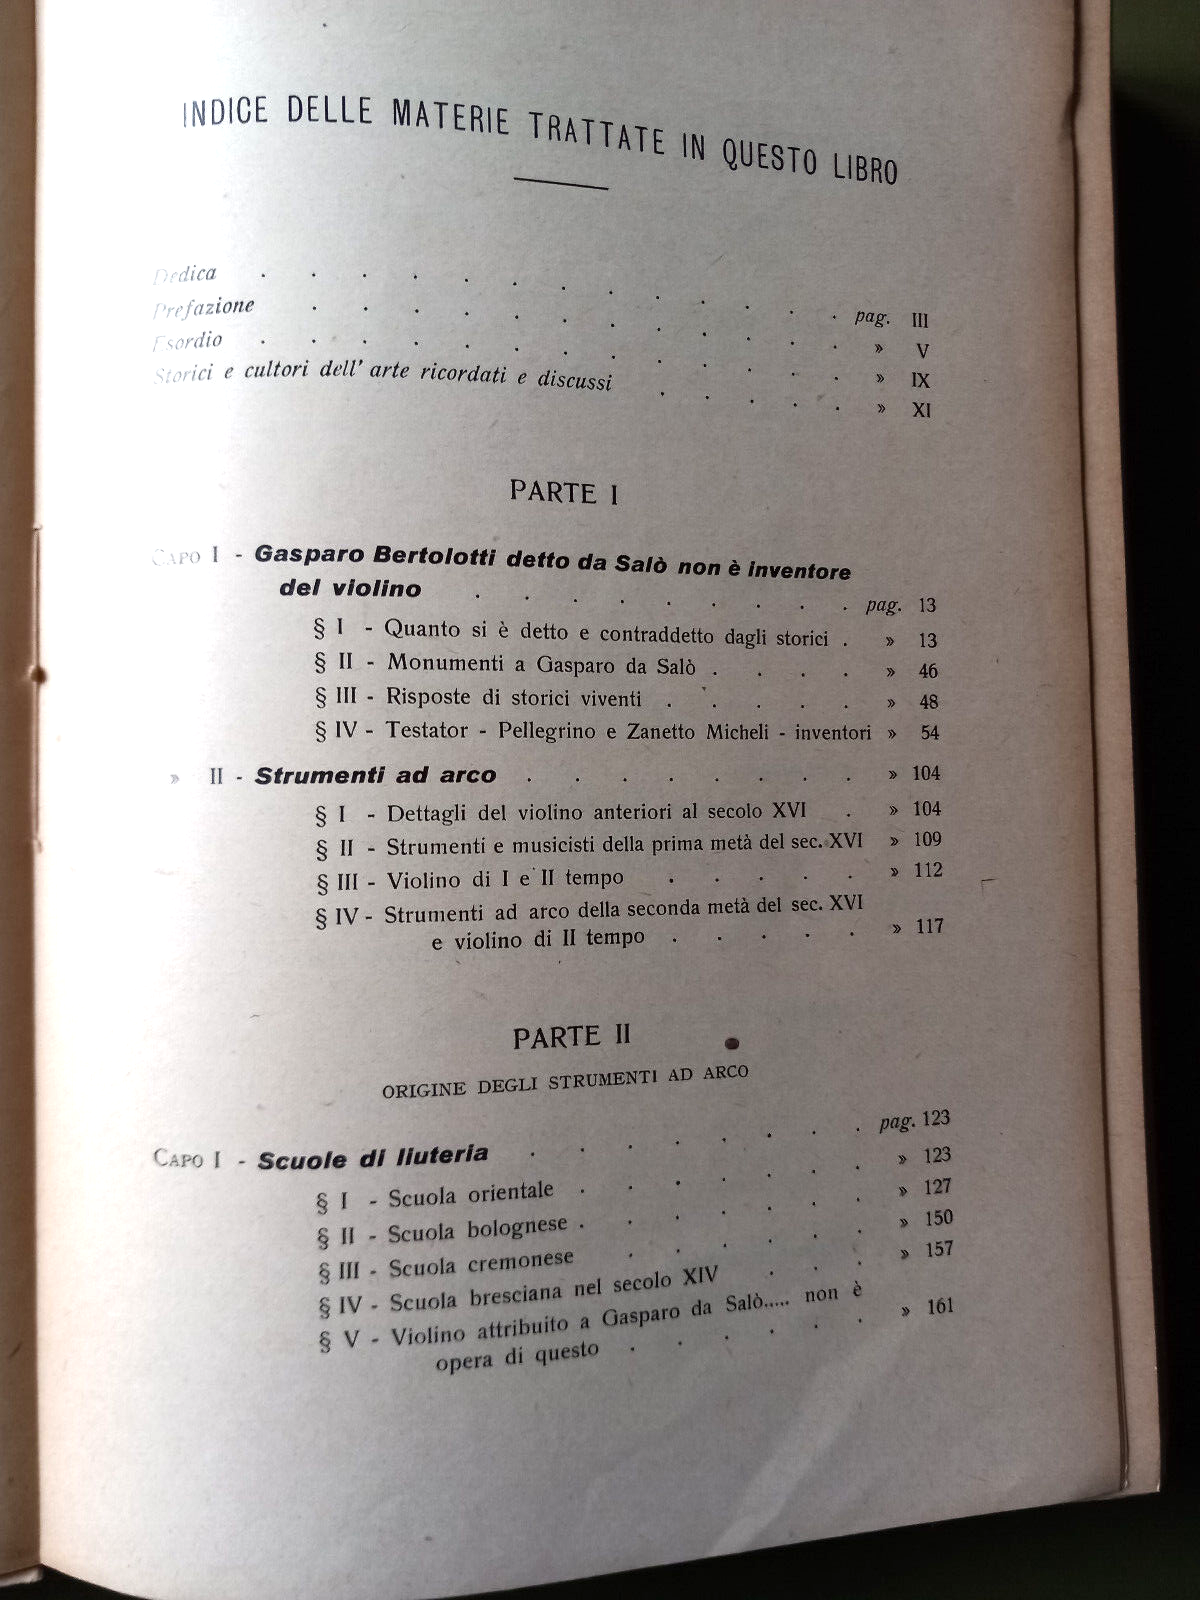 INDICE DELLE MATERIE TRATTATE IN QUESTO LIBRO
Dedica . . . . . . . . . . . . . pag. III
Prefazione . . . . . . . . . . . . » V
Esordio . . . . . . . . . . . . . » IX
Storici e cultori dell' arte ricordati e discussi . . . . . » XI
PARTE I
CAPO I - Gasparo Bertolotti detto da Salò non è inventore
del violino . . . . . . . . . pag. 13
§ I - Quanto si è detto e contraddetto dagli storici . » 13
§ II - Monumenti a Gasparo da Salò . . . . » 46
§ III - Risposte di storici viventi . . . . . » 48
§ IV - Testator - Pellegrino e Zanetto Micheli - inventori » 54
» II - Strumenti ad arco . . . . . . . . » 104
§ I - Dettagli del violino anteriori al secolo XVI . » 104
§ II - Strumenti e musicisti della prima metà del sec. XVI » 109
§ III - Violino di I e II tempo . . . . . » 112
§ IV - Strumenti ad arco della seconda metà del sec. XVI
e violino di II tempo . . . . . » 117
PARTE II
ORIGINE DEGLI STRUMENTI AD ARCO
CAPO I - Scuole di liuteria . . . . . . . . pag. 123
§ I - Scuola orientale . . . . . . . » 123
§ II - Scuola bolognese . . . . . . . » 127
§ III - Scuola cremonese . . . . . . » 150
§ IV - Scuola bresciana nel secolo XIV . . . » 157
§ V - Violino attribuito a Gasparo da Salò..... non è
opera di questo . . . . . . » 161